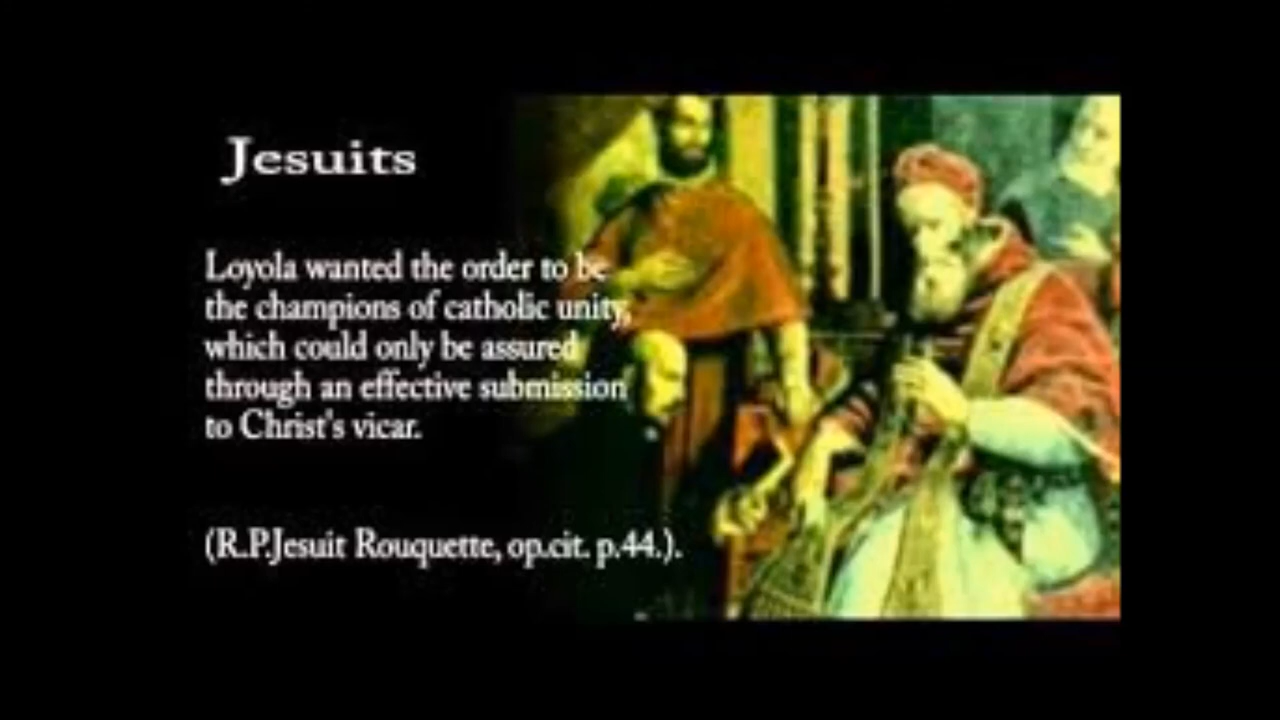 Jesuits
Loyola wanted the order to be
the champions of catholic unity,
which could only be assured
through an effective submission
to Christ's vicar.
(R.P.Jesuit Rouquette, op.cit. p.44.).